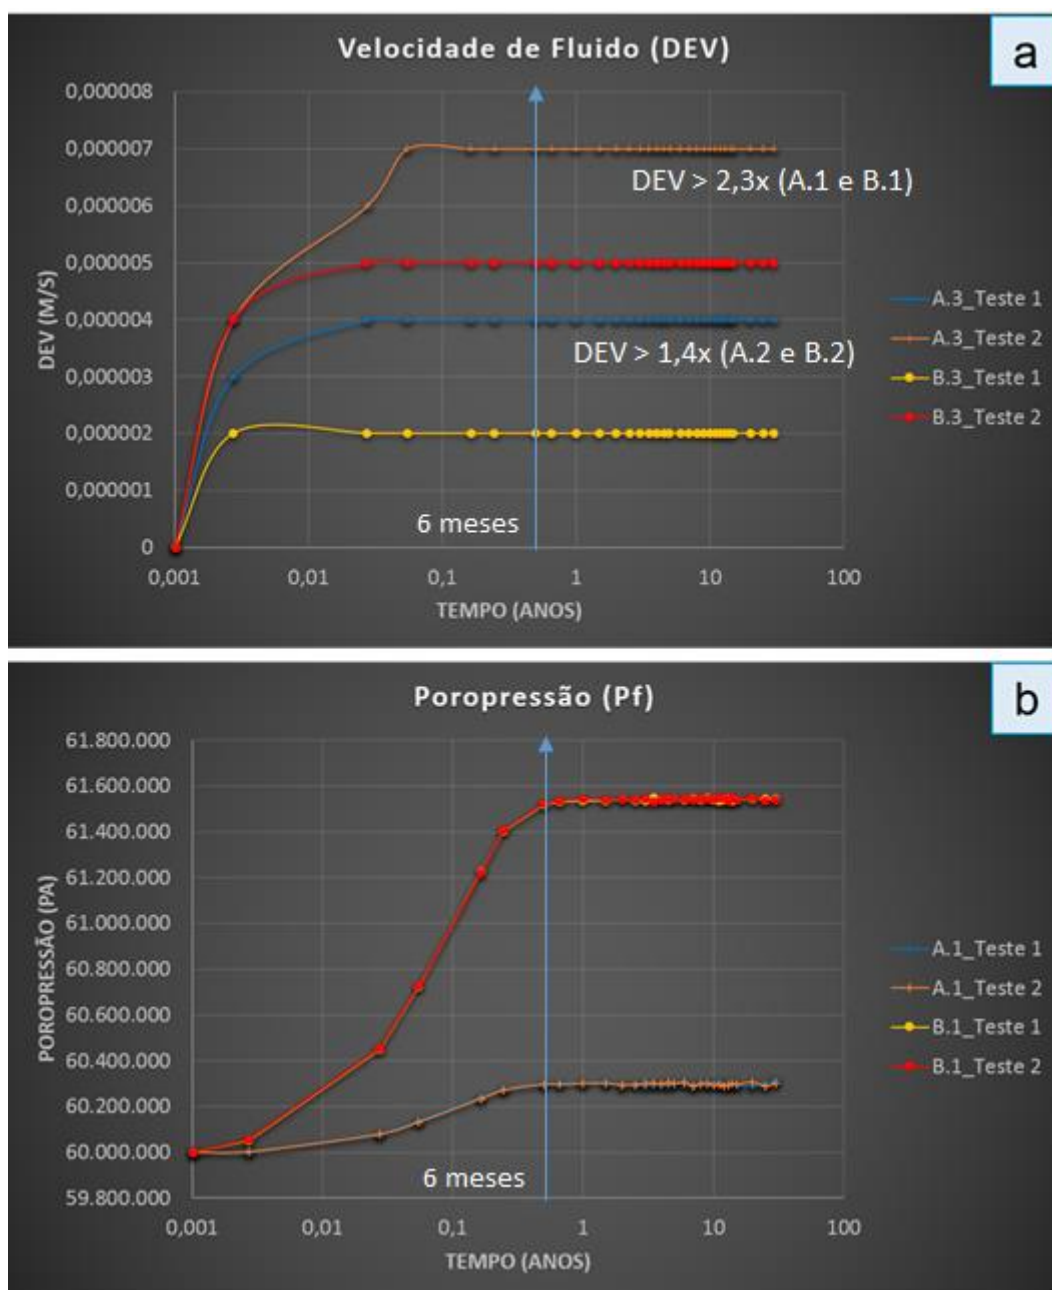 Velocidade de Fluido (DEV)
a
DEV (M/S)
0,000008
0,000007
0,000006
0,000005
0,000004
0,000003
0,000002
0,000001
0
DEV > 2,3x (A.1 e B.1)
DEV > 1,4x (A.2 e B.2)
6 meses
0,001 0,01 0,1 1 10 100
TEMPO (ANOS)
A.3_Teste 1
A.3_Teste 2
B.3_Teste 1
B.3_Teste 2
Poropressão (Pf)
b
POROPRESSÃO (PA)
61.800.000
61.600.000
61.400.000
61.200.000
61.000.000
60.800.000
60.600.000
60.400.000
60.200.000
60.000.000
59.800.000
6 meses
0,001 0,01 0,1 1 10 100
TEMPO (ANOS)
A.1_Teste 1
A.1_Teste 2
B.1_Teste 1
B.1_Teste 2